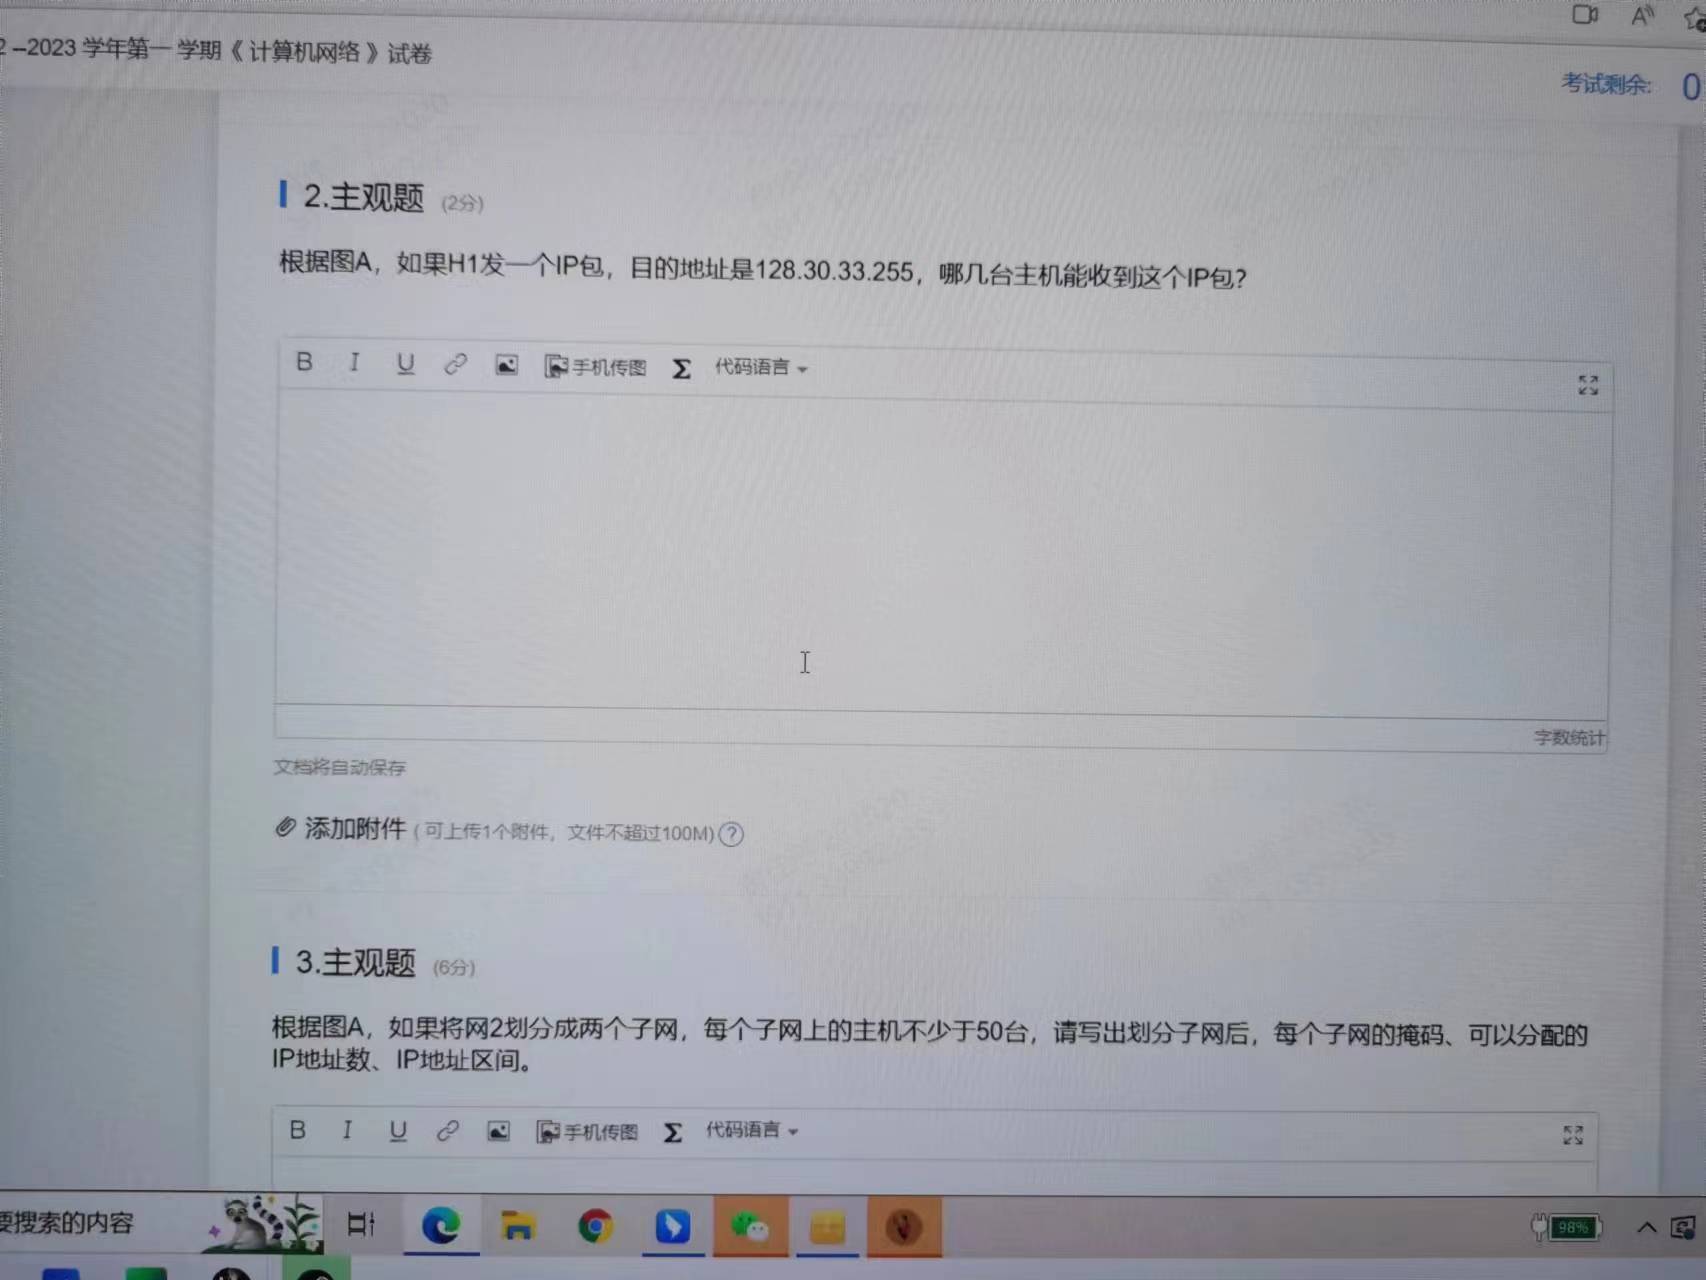 2 –2023 学年第一 学期《 计算机网络 》试卷
考试剩余: 0
2.主观题 (2分)
根据图A，如果H1发一个IP包，目的地址是128.30.33.255，哪几台主机能收到这个IP包？
B I U 手机传图 Σ 代码语言
字数统计
文档将自动保存
添加附件 ( 可上传1个附件，文件不超过100M) ?
3.主观题 (6分)
根据图A，如果将网2划分成两个子网，每个子网上的主机不少于50台，请写出划分子网后，每个子网的掩码、可以分配的
IP地址数、IP地址区间。
B I U 手机传图 Σ 代码语言
要搜索的内容
98%